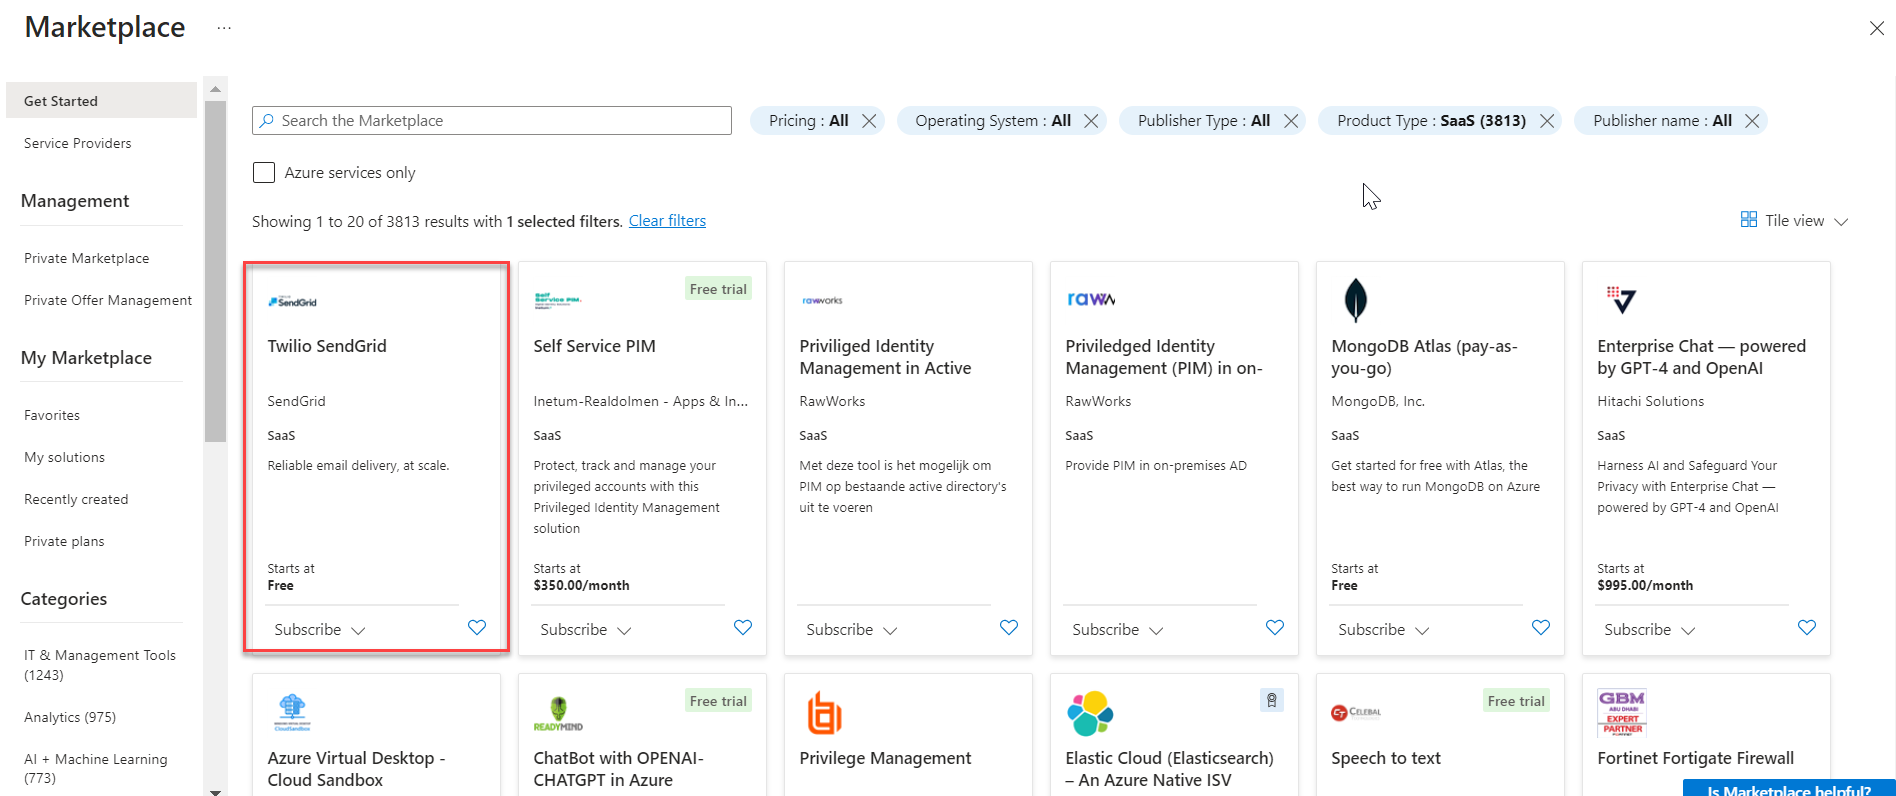 Marketplace ...
Get Started
Service Providers
Management
Private Marketplace
Private Offer Management
My Marketplace
Favorites
My solutions
Recently created
Private plans
Categories
IT & Management Tools
(1243)
Analytics (975)
AI + Machine Learning
(773)
Search the Marketplace
Pricing : All
Operating System : All
Publisher Type : All
Product Type : SaaS (3813)
Publisher name : All
Azure services only
Showing 1 to 20 of 3813 results with 1 selected filters. Clear filters
Tile view
SendGrid
Twilio SendGrid
SendGrid
SaaS
Reliable email delivery, at scale.
Starts at
Free
Subscribe
Self
Service PIM.
Free trial
Self Service PIM
Inetum-Realdolmen - Apps & In...
SaaS
Protect, track and manage your
privileged accounts with this
Privileged Identity Management
solution
Starts at
$350.00/month
Subscribe
rawworks
Priviliged Identity
Management in Active
RawWorks
SaaS
Met deze tool is het mogelijk om
PIM op bestaande active directory's
uit te voeren
Subscribe
raww
Priviledged Identity
Management (PIM) in on-
RawWorks
SaaS
Provide PIM in on-premises AD
Subscribe
MongoDB Atlas (pay-as-
you-go)
MongoDB, Inc.
SaaS
Get started for free with Atlas, the
best way to run MongoDB on Azure
Starts at
Free
Subscribe
Enterprise Chat — powered
by GPT-4 and OpenAI
Hitachi Solutions
SaaS
Harness AI and Safeguard Your
Privacy with Enterprise Chat —
powered by GPT-4 and OpenAI
Starts at
$995.00/month
Subscribe
CloudSandbox
Azure Virtual Desktop -
Cloud Sandbox
READYMIND
Free trial
ChatBot with OPENAI-
CHATGPT in Azure
Privilege Management
Elastic Cloud (Elasticsearch)
– An Azure Native ISV
CT CELEBAL
Free trial
Speech to text
GBM
ABU DHABI
EXPERT
PARTNER
Fortinet Fortigate Firewall
Is Marketplace helpful?